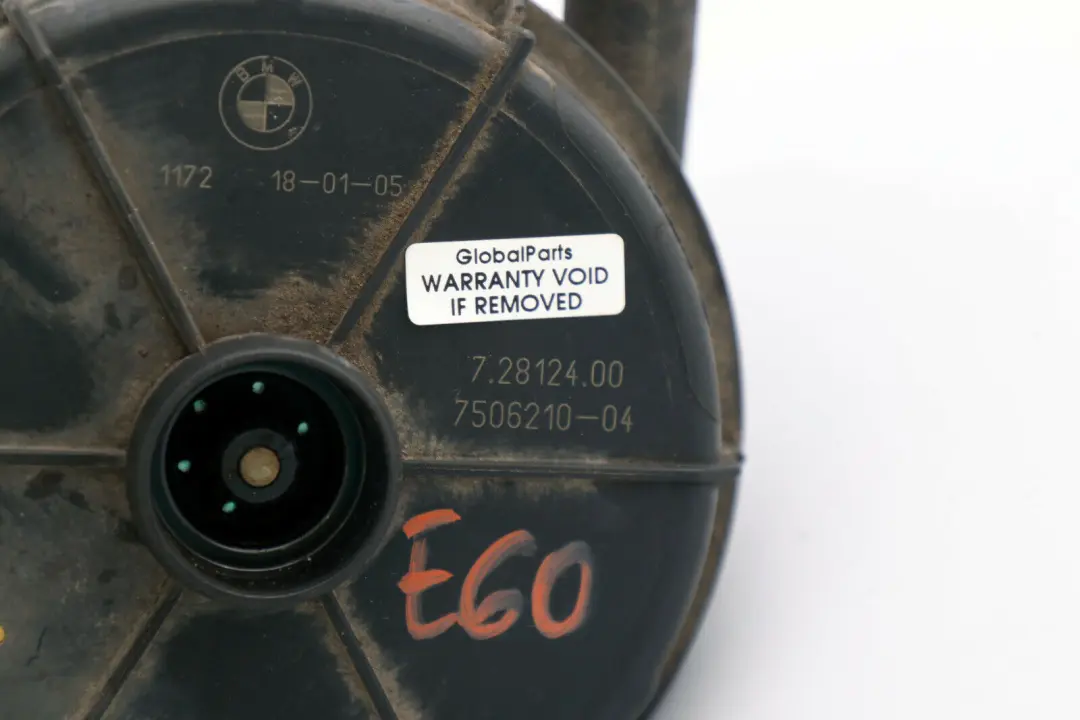 BMW
1172 18-01-05
GlobalParts
WARRANTY VOID
IF REMOVED
7.28124.00
7506210-04
E60